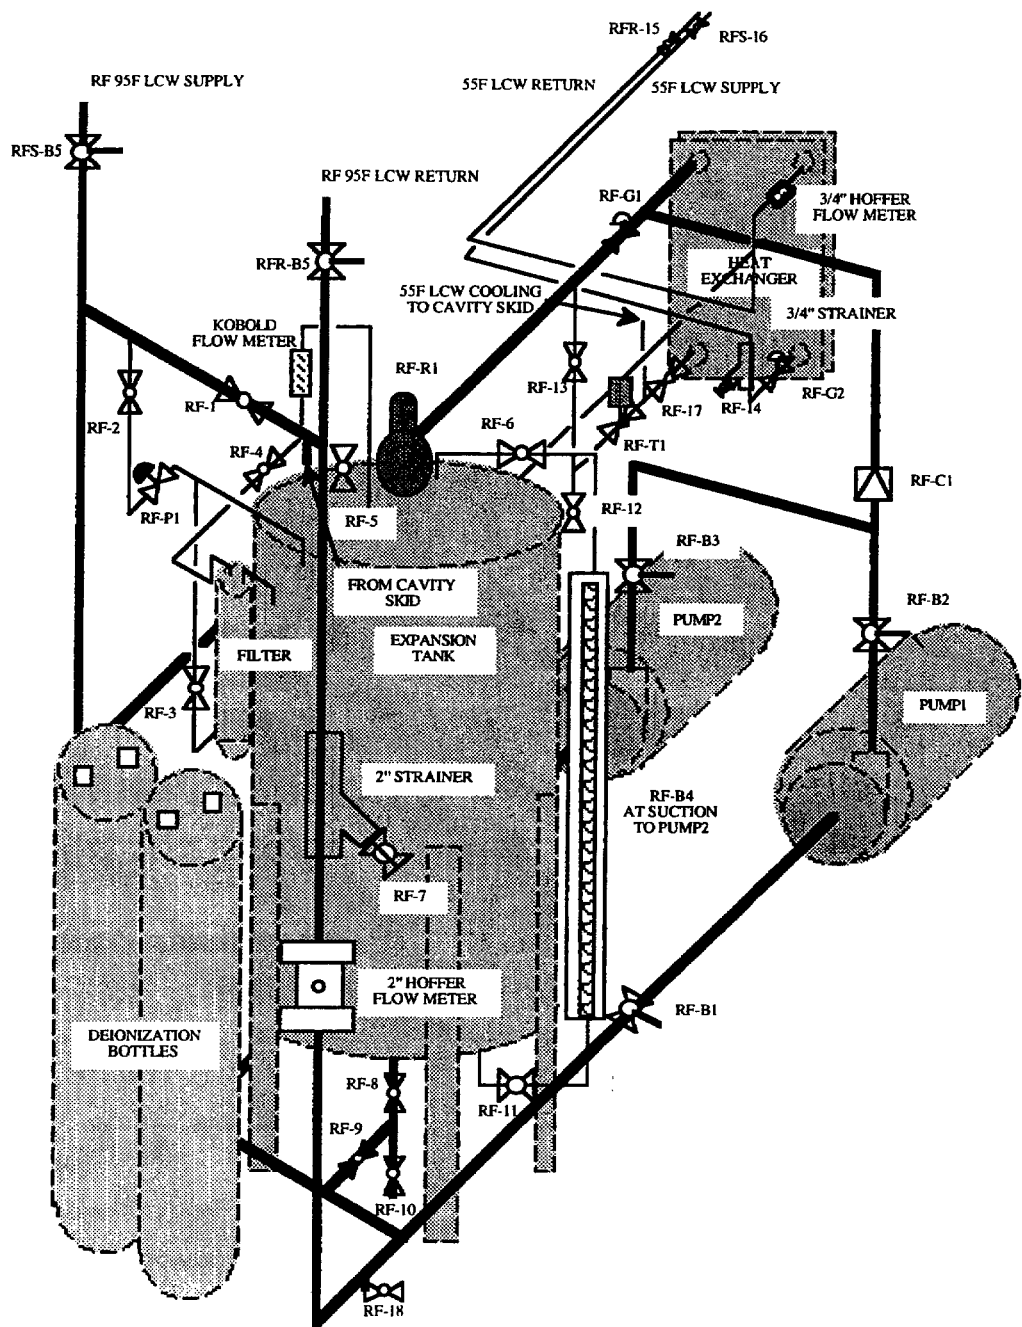 RFR-15
RFS-16
RF 95F LCW SUPPLY
55F LCW RETURN
55F LCW SUPPLY
RFS-B5
RF 95F LCW RETURN
RF-G1
3/4" HOFFER
FLOW METER
RFR-B5
HEAT
EXCHANGER
55F LCW COOLING
TO CAVITY SKID
3/4" STRAINER
KOBOLD
FLOW METER
RF-R1
RF-13
RF-1
RF-17
RF-14
RF-G2
RF-2
RF-6
RF-T1
RF-4
RF-C1
RF-P1
RF-5
RF-12
RF-B3
FROM CAVITY
SKID
RF-B2
PUMP2
EXPANSION
TANK
FILTER
RF-3
PUMP1
2" STRAINER
RF-B4
AT SUCTION
TO PUMP2
RF-7
2" HOFFER
FLOW METER
RF-B1
DEIONIZATION
BOTTLES
RF-8
RF-11
RF-9
RF-10
RF-18